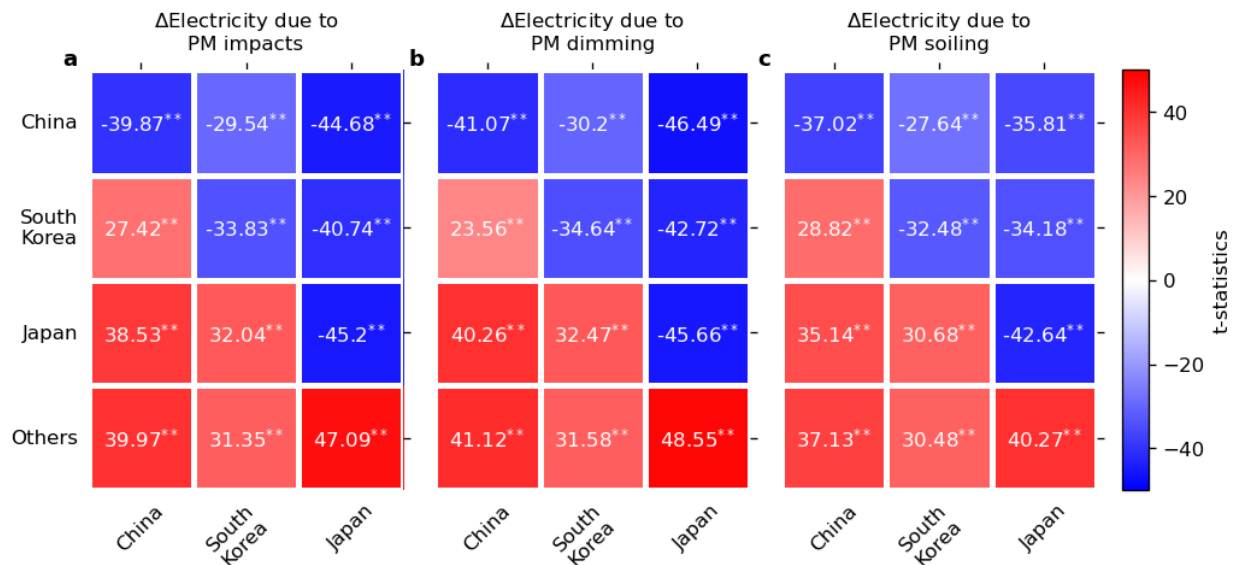 ΔElectricity due to
PM impacts
ΔElectricity due to
PM dimming
ΔElectricity due to
PM soiling
a
b
c
China
-39.87** -29.54** -44.68**
-41.07** -30.2** -46.49**
-37.02** -27.64** -35.81**
South
Korea
27.42** -33.83** -40.74**
23.56** -34.64** -42.72**
28.82** -32.48** -34.18**
Japan
38.53** 32.04** -45.2**
40.26** 32.47** -45.66**
35.14** 30.68** -42.64**
Others
39.97** 31.35** 47.09**
41.12** 31.58** 48.55**
37.13** 30.48** 40.27**
China
South
Korea
Japan
China
South
Korea
Japan
China
South
Korea
Japan
40
20
0
−20
−40
t-statistics